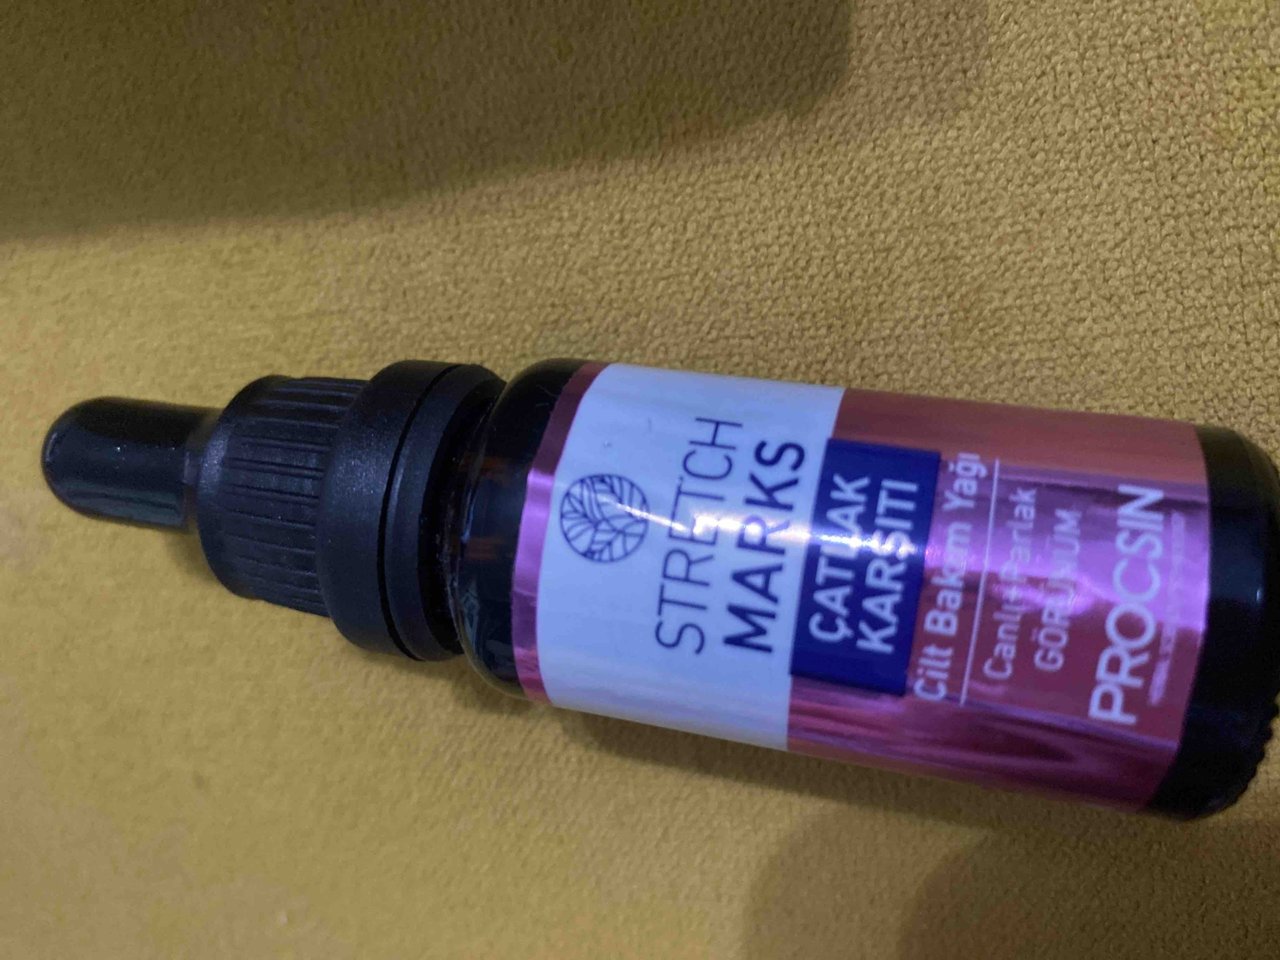 STRETCH
MARKS
ÇATLAK
KARŞITI
Cilt Bakım Yağı
Canlı+Parlak
GÖRÜNÜM
PROCSIN